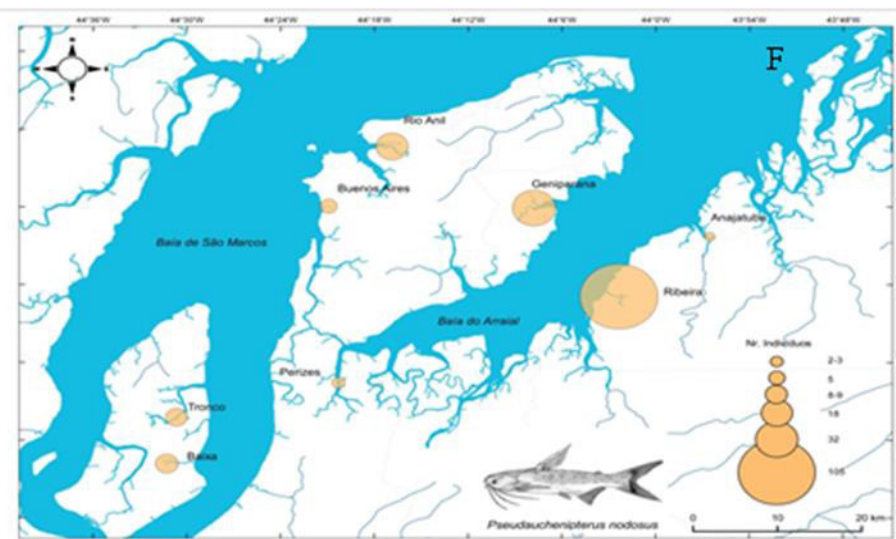 44°36'W 44°30'W 44°24'W 44°18'W 44°12'W 44°6'W 44°0'W 43°54'W 43°48'W
F
Rio Anil
Buenos Aires
Geniparana
Anajatuba
Baía de São Marcos
Ribeira
Baía do Arraial
Nr. Indivíduos
2-3
5
8-9
18
32
105
Perizes
Tronco
Baixa
Pseudauchenipterus nodosus
0 10 20 km